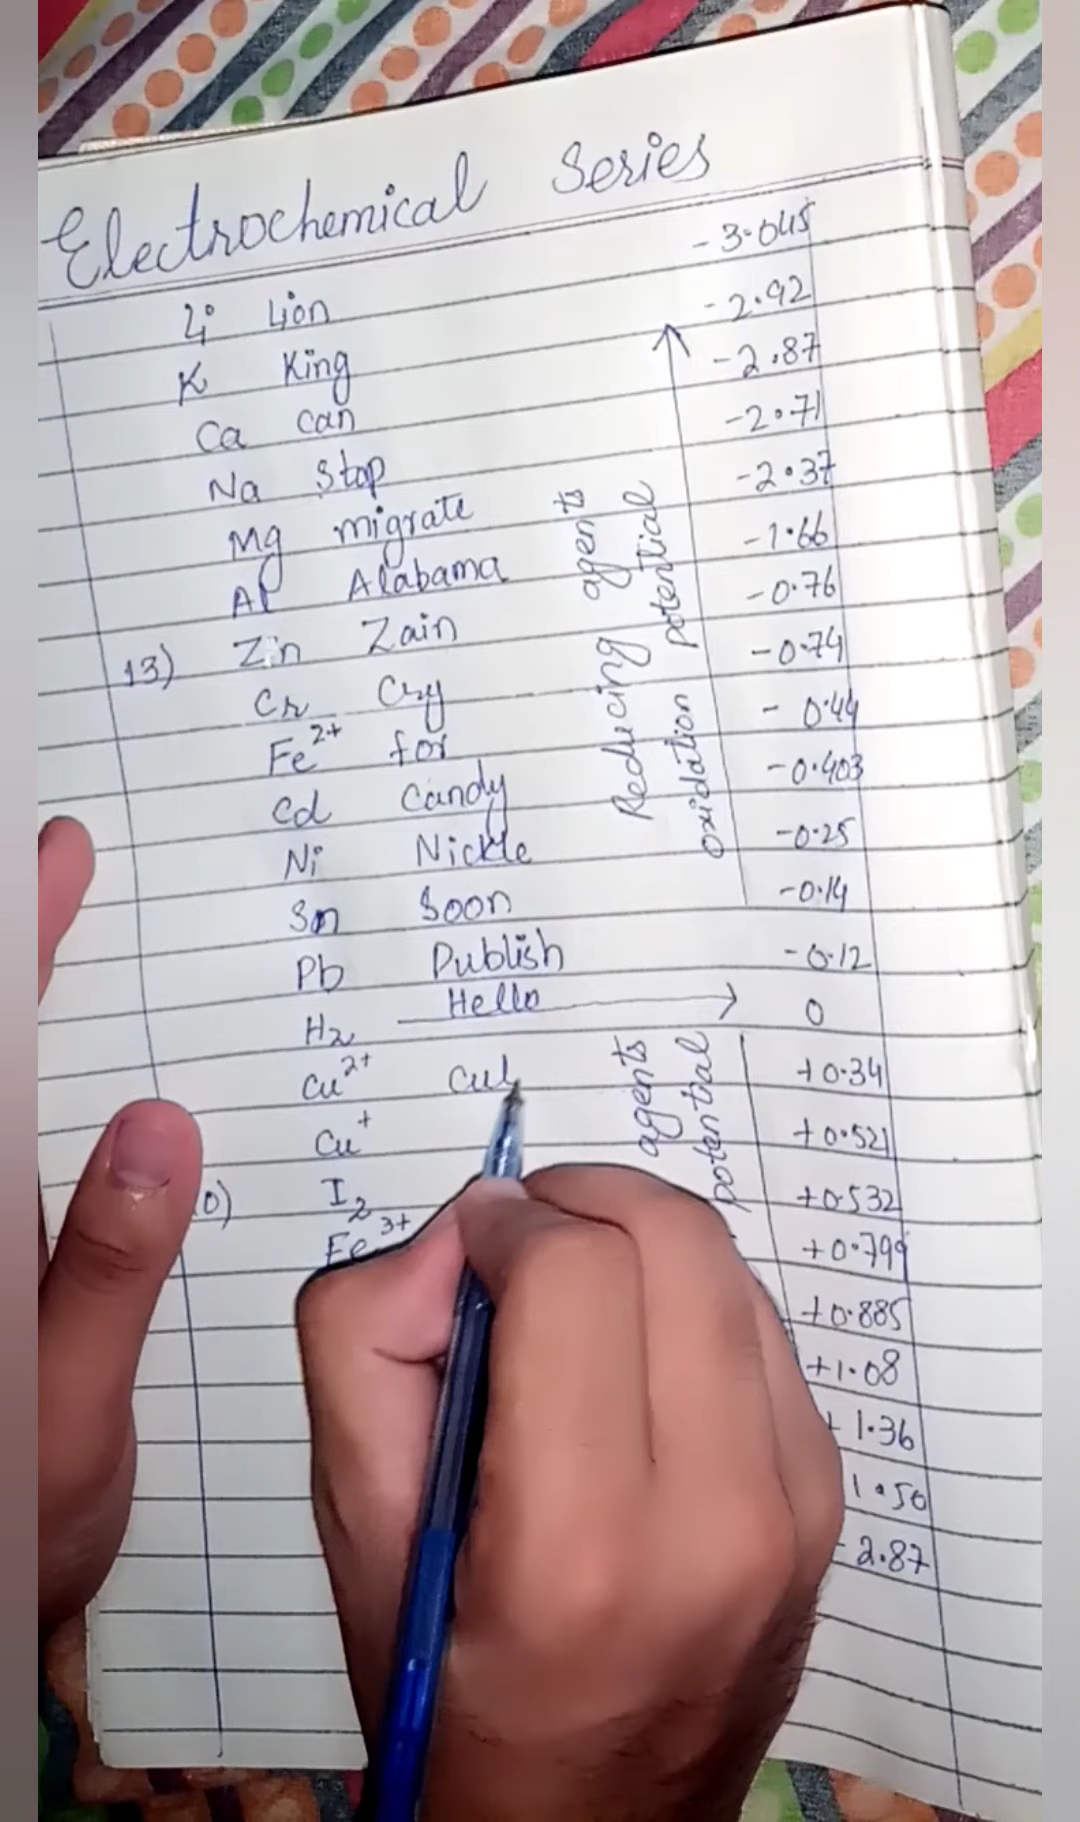 Electrochemical Series
Li Lion -3.045
K King -2.92
Ca can -2.87
Na Stop -2.71
Mg migrate -2.37
Al Alabama -1.66
13) Zin Zain -0.76
Cr Cry -0.74
Fe2+ for -0.44
Cd Candy -0.403
Ni Nickle -0.25
Sn Soon -0.14
Pb Publish -0.12
H2 Hello 0
Cu2+ Cul +0.34
Cu+ +0.521
0) I2 +0.532
Fe3+ +0.799
+0.885
+1.08
+1.36
1.50
2.87
Reducing agents
oxidation potential
agents
potential